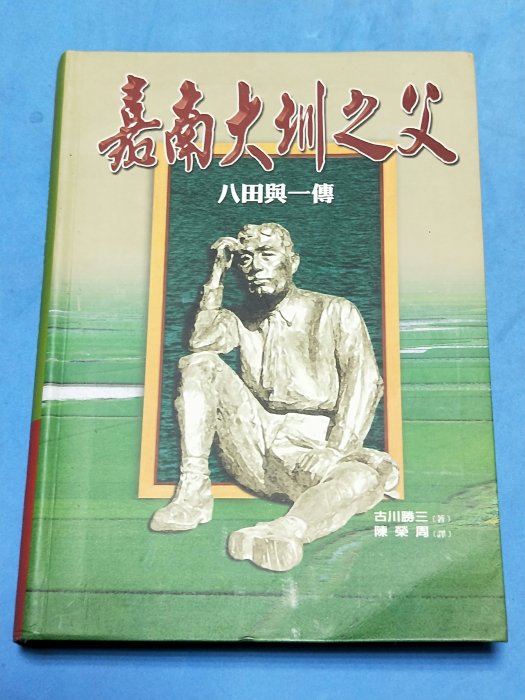 嘉南大圳之父
八田與一傳
古川勝三〔著〕
陳榮周〔譯〕